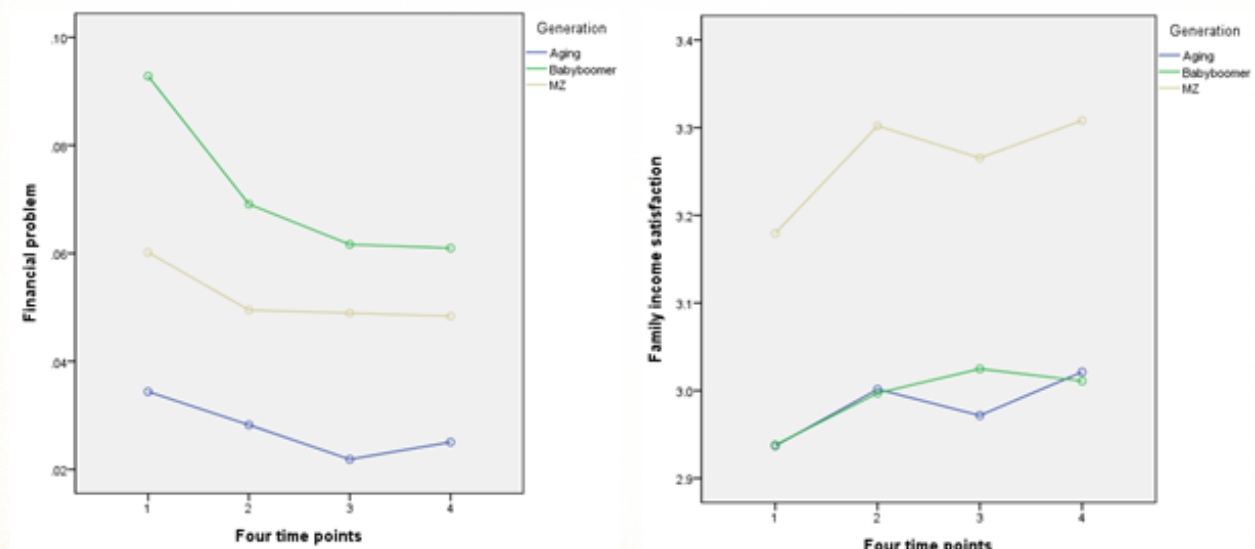 Generation
Aging
Babyboomer
MZ
.10
.08
.06
.04
.02
Financial problem
1 2 3 4
Four time points
Generation
Aging
Babyboomer
MZ
3.4
3.3
3.2
3.1
3.0
2.9
Family income satisfaction
1 2 3 4
Four time points